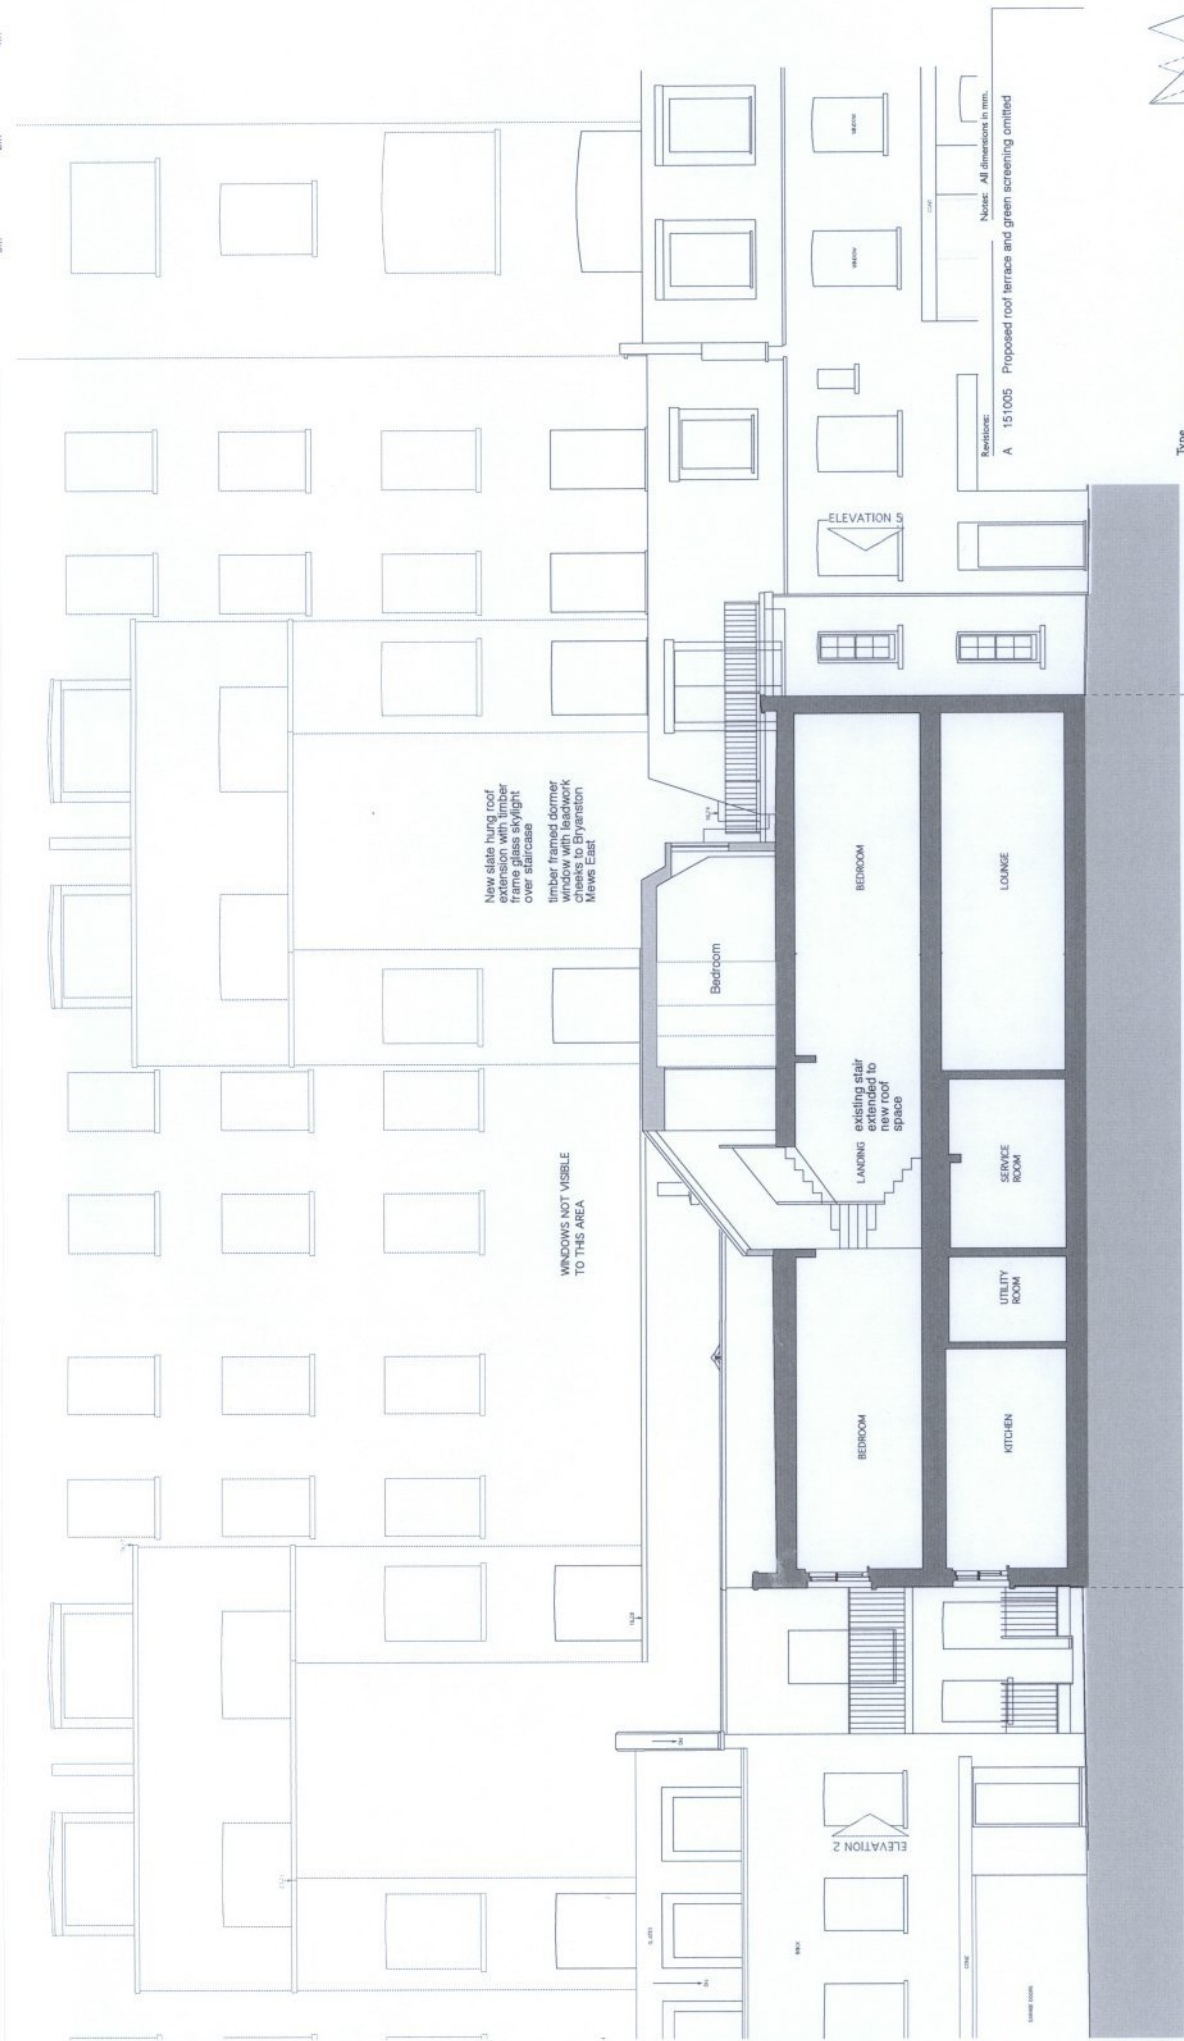 New slate hung roof
extension with timber
frame glass skylight
over staircase
timber framed dormer
window with leadwork
cheeks to Bryanston
Mews East
WINDOWS NOT VISIBLE
TO THIS AREA
Bedroom
BEDROOM
LANDING
existing stair
extended to
new roof
space
BEDROOM
KITCHEN
UTILITY
ROOM
SERVICE
ROOM
LOUNGE
ELEVATION 2
ELEVATION 5
WINDOW
WINDOW
Revisions:
Notes: All dimensions in mm.
A 151005 Proposed roof terrace and green screening omitted
Type